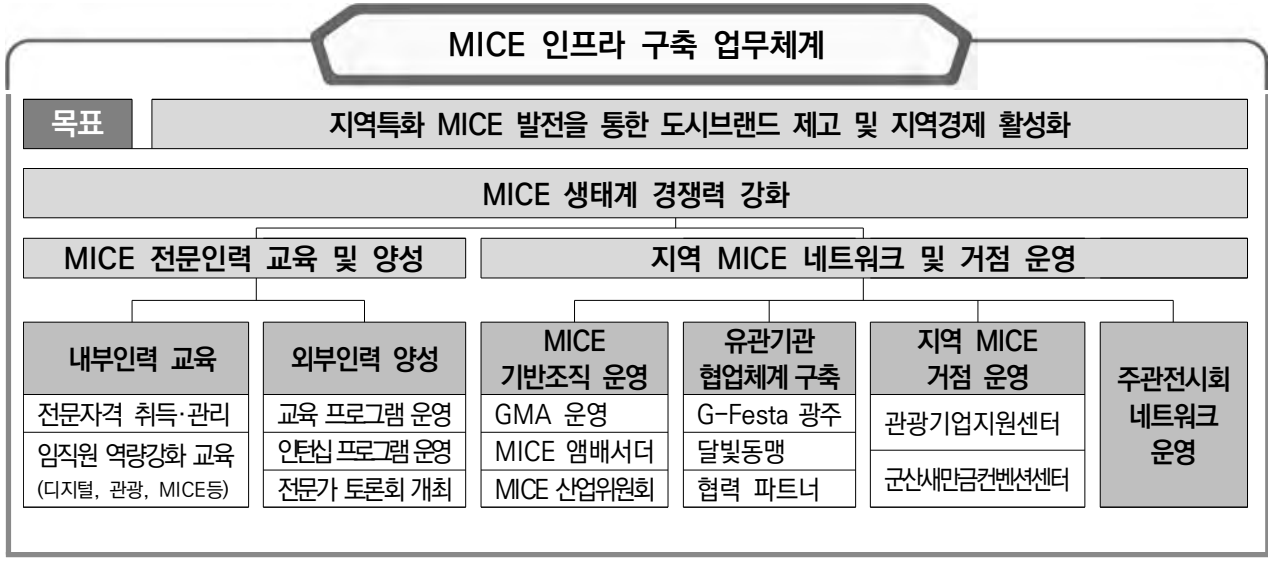 MICE 인프라 구축 업무체계
목표
지역특화 MICE 발전을 통한 도시브랜드 제고 및 지역경제 활성화
MICE 생태계 경쟁력 강화
MICE 전문인력 교육 및 양성
지역 MICE 네트워크 및 거점 운영
내부인력 교육
전문자격 취득·관리
임직원 역량강화 교육
(디지털, 관광, MICE등)
외부인력 양성
교육 프로그램 운영
인턴십 프로그램 운영
전문가 토론회 개최
MICE
기반조직 운영
GMA 운영
MICE 앰배서더
MICE 산업위원회
유관기관
협업체계 구축
G-Festa 광주
달빛동맹
협력 파트너
지역 MICE
거점 운영
관광기업지원센터
군산새만금컨벤션센터
주관전시회
네트워크
운영